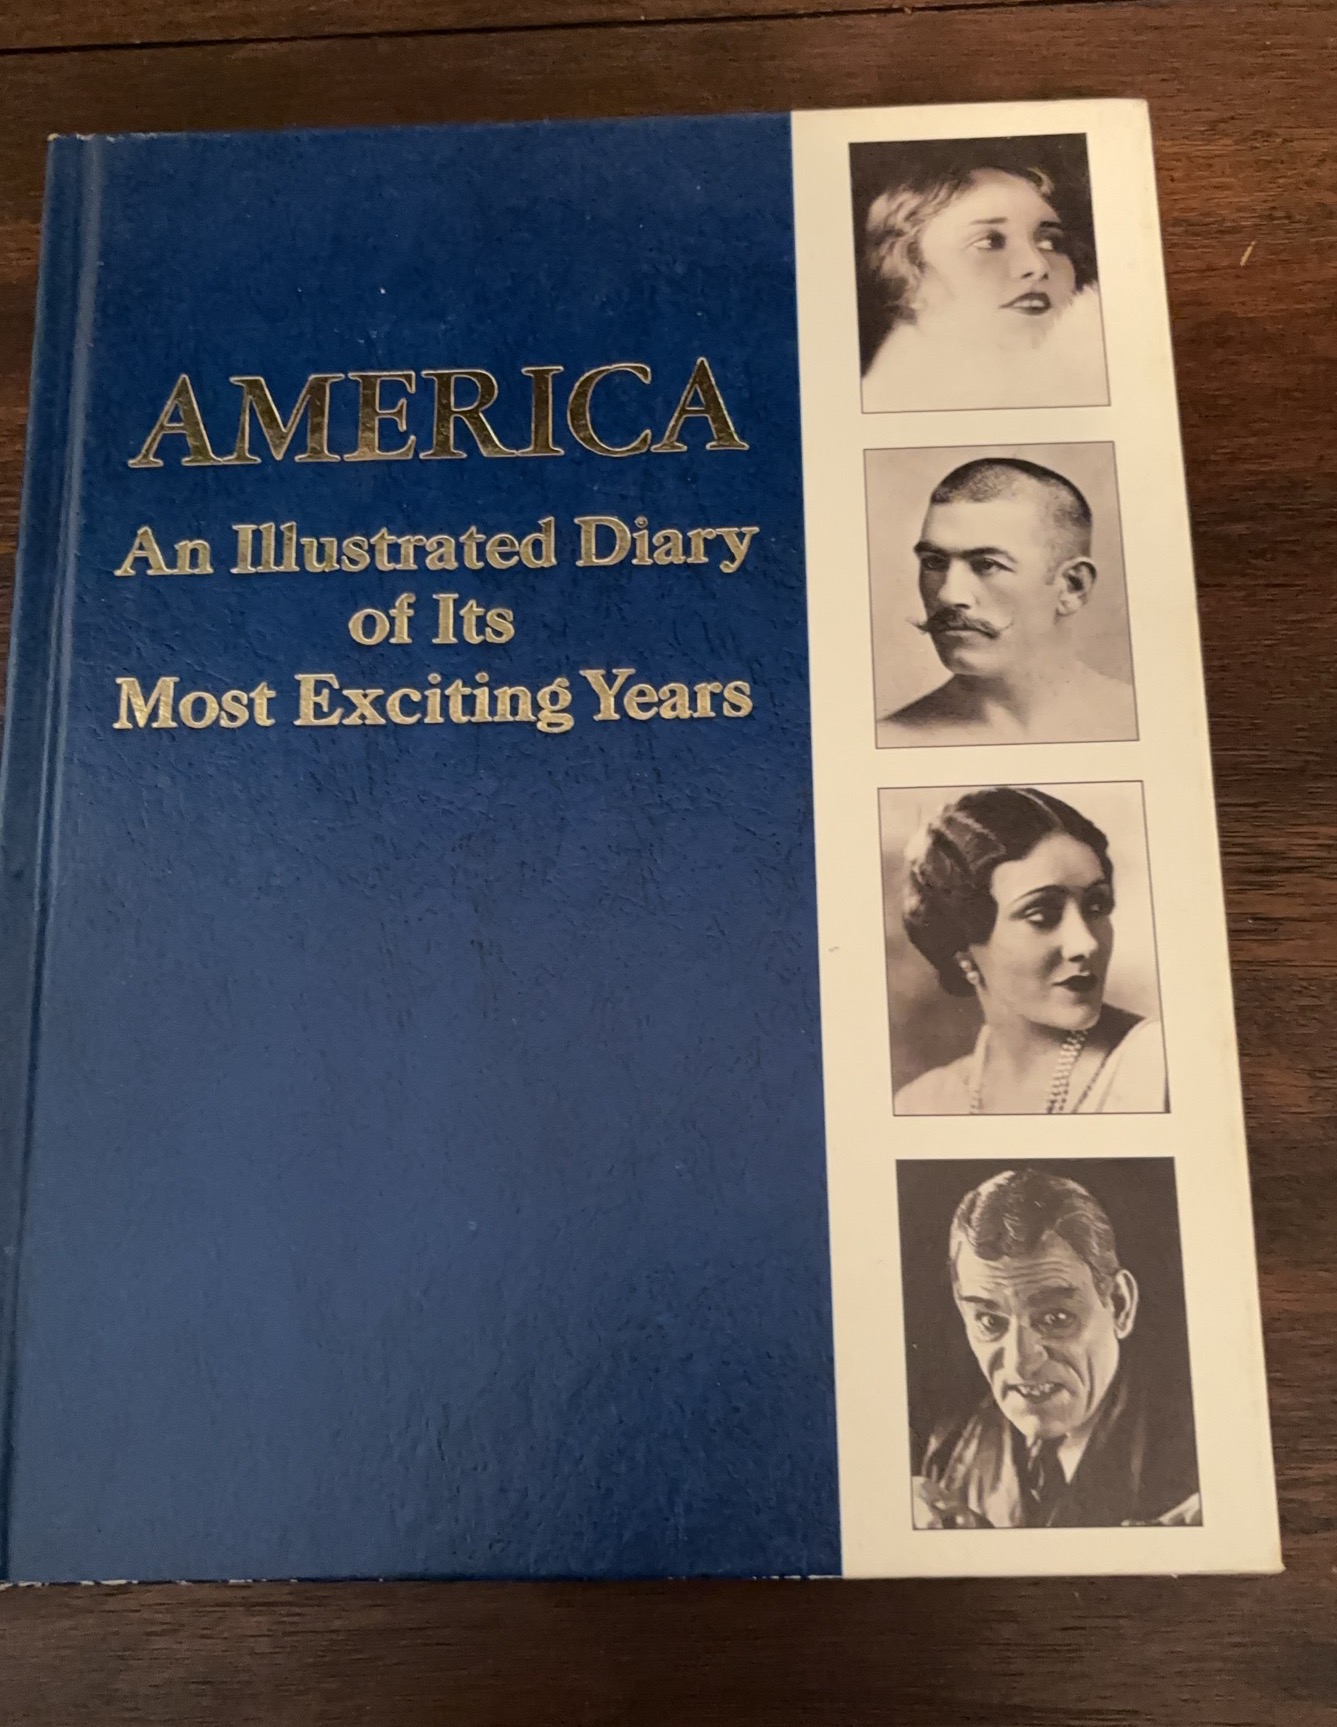 AMERICA
An Illustrated Diary
of Its
Most Exciting Years